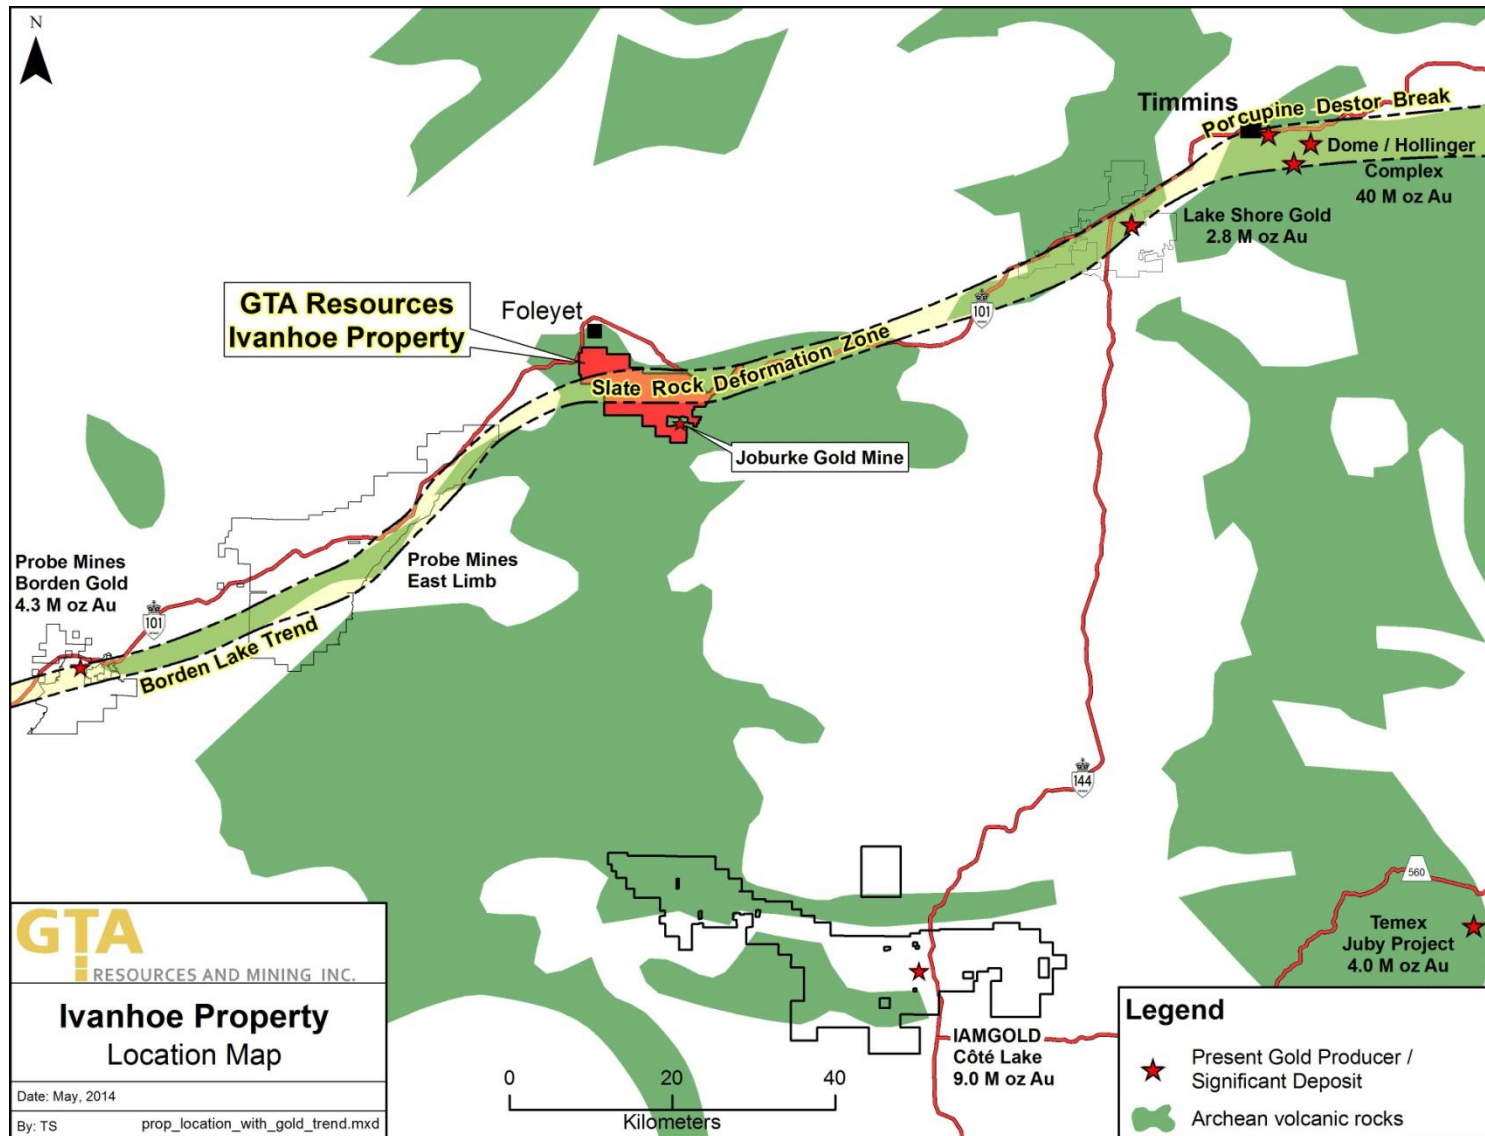 N
Timmins
Porcupine Destor Break
Dome / Hollinger
Complex
40 M oz Au
Lake Shore Gold
2.8 M oz Au
GTA Resources
Ivanhoe Property
Foleyet
101
Slate Rock Deformation Zone
Joburke Gold Mine
Probe Mines
Borden Gold
4.3 M oz Au
Probe Mines
East Limb
101
Borden Lake Trend
144
560
Temex
Juby Project
4.0 M oz Au
IAMGOLD
Côté Lake
9.0 M oz Au
GTA
RESOURCES AND MINING INC.
Ivanhoe Property
Location Map
Date: May, 2014
By: TS prop_location_with_gold_trend.mxd
0 20 40
Kilometers
Legend
Present Gold Producer /
Significant Deposit
Archean volcanic rocks